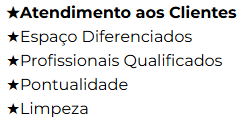 ★Atendimento aos Clientes
★Espaço Diferenciados
★Profissionais Qualificados
★Pontualidade
★Limpeza